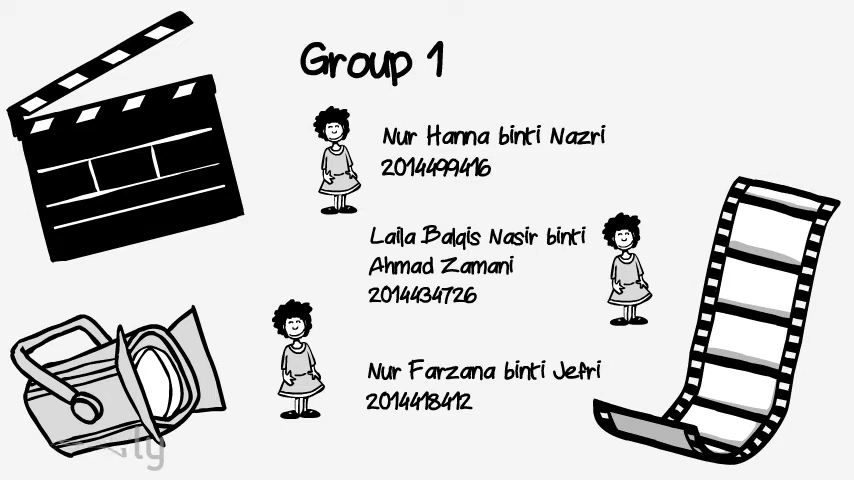 Group 1
Nur Hanna binti Nazri
2014499416
Laila Balqis Nasir binti
Ahmad Zamani
2014434726
Nur Farzana binti Jefri
2014418412
ly